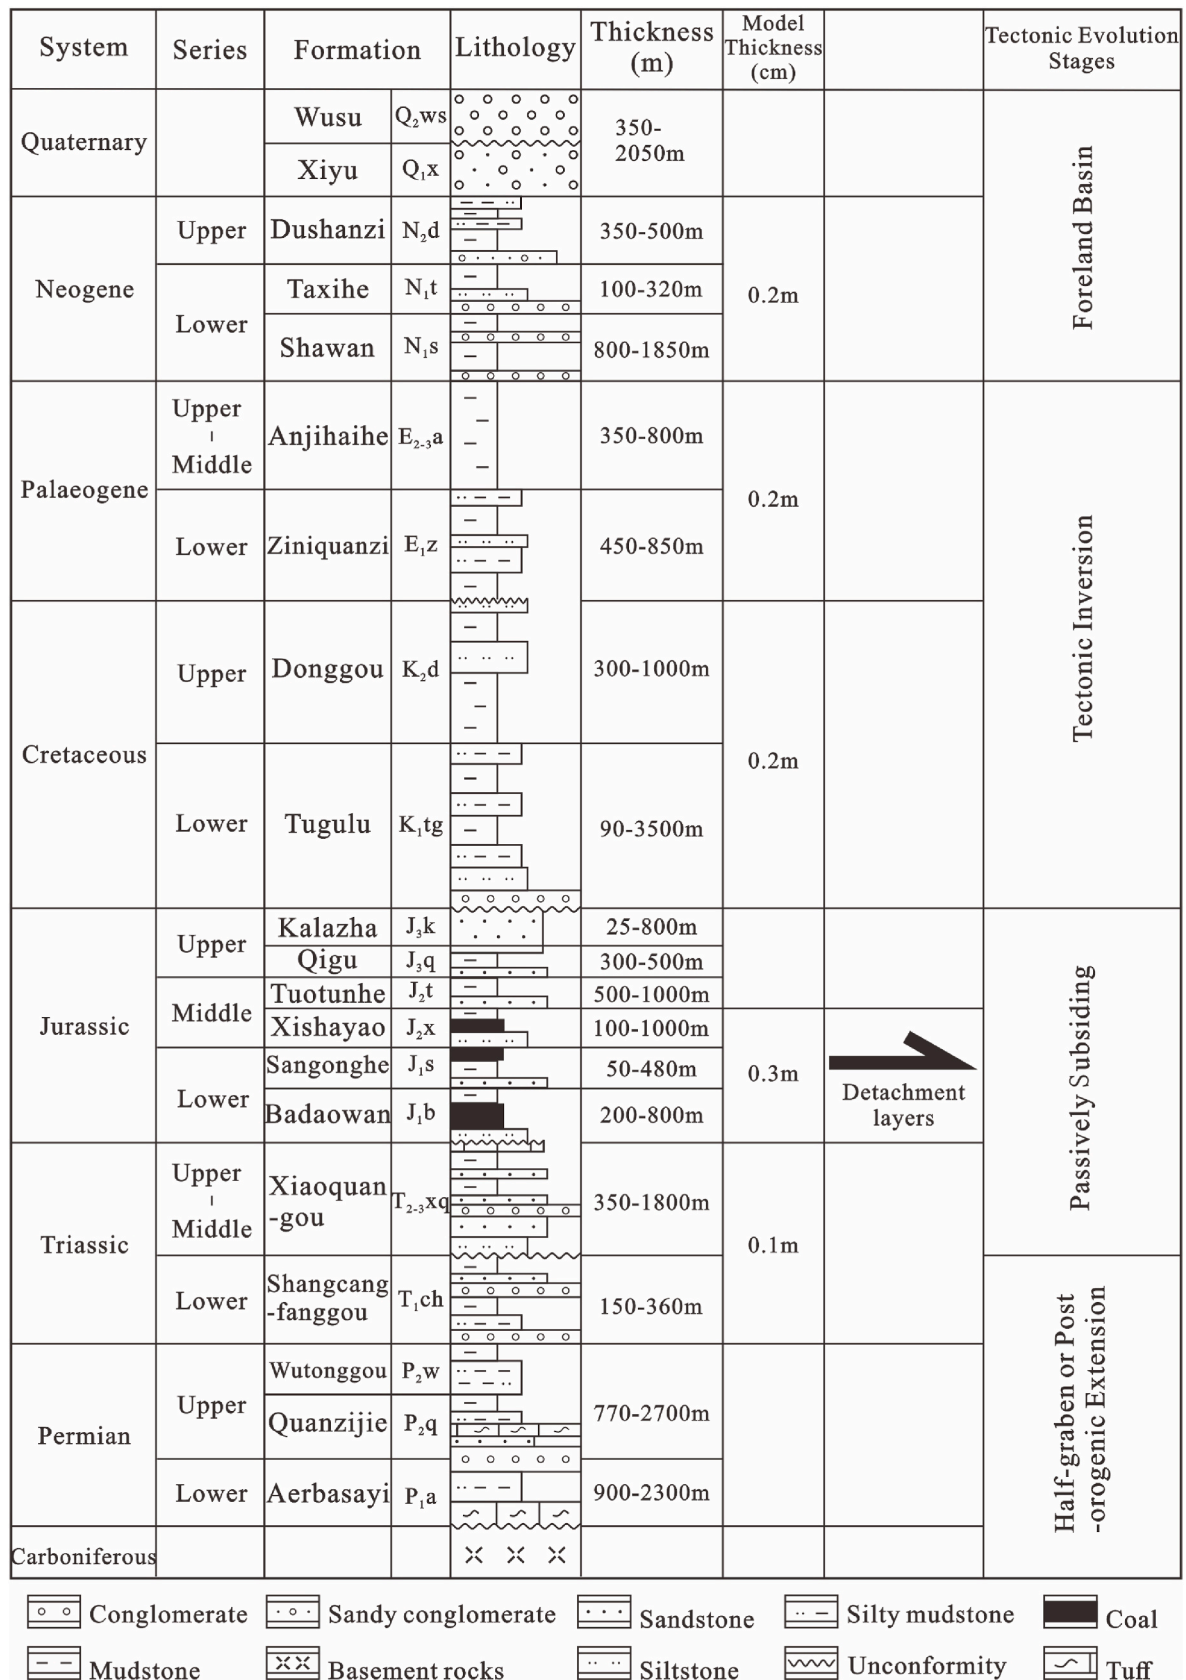 System
Series
Formation
Lithology
Thickness
(m)
Model
Thickness
(cm)
Tectonic Evolution
Stages
Quaternary
Wusu
Q₂ws
350-
2050m
Xiyu
Q₁x
Foreland Basin
Neogene
Upper
Dushanzi
N₂d
350-500m
Lower
Taxihe
N₁t
100-320m
0.2m
Shawan
N₁s
800-1850m
Palaeogene
Upper
-
Middle
Anjihaihe
E₂₋₃a
350-800m
0.2m
Lower
Ziniquanzi
E₁z
450-850m
Tectonic Inversion
Cretaceous
Upper
Donggou
K₂d
300-1000m
0.2m
Lower
Tugulu
K₁tg
90-3500m
Jurassic
Upper
Kalazha
J₃k
25-800m
Qigu
J₃q
300-500m
Middle
Tuotunhe
J₂t
500-1000m
Xishayao
J₂x
100-1000m
Lower
Sangonghe
J₁s
50-480m
0.3m
Detachment
layers
Badaowan
J₁b
200-800m
Passively Subsiding
Triassic
Upper
-
Middle
Xiaoquan
-gou
T₂₋₃xq
350-1800m
0.1m
Lower
Shangcang
-fanggou
T₁ch
150-360m
Permian
Upper
Wutonggou
P₂w
770-2700m
Quanzijie
P₂q
Lower
Aerbasayi
P₁a
900-2300m
Half-graben or Post
-orogenic Extension
Carboniferous
Conglomerate
Sandy conglomerate
Sandstone
Silty mudstone
Coal
Mudstone
Basement rocks
Siltstone
Unconformity
Tuff